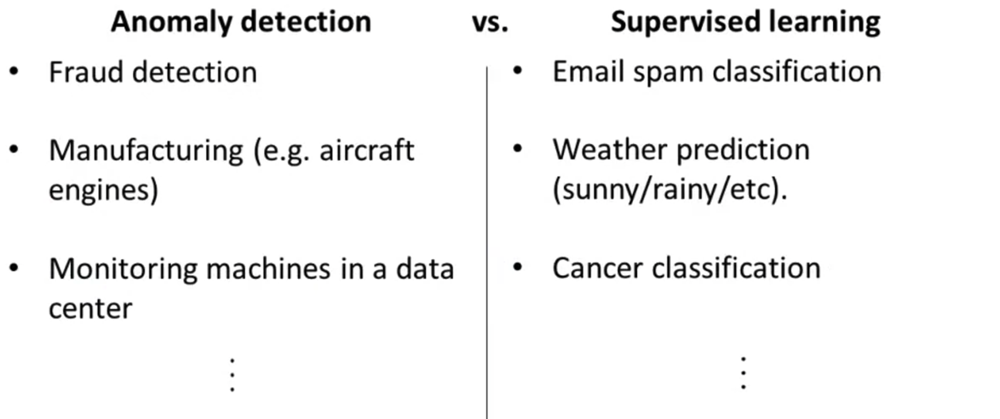 Anomaly detection vs. Supervised learning
• Fraud detection
• Manufacturing (e.g. aircraft
engines)
• Monitoring machines in a data
center
• Email spam classification
• Weather prediction
(sunny/rainy/etc).
• Cancer classification